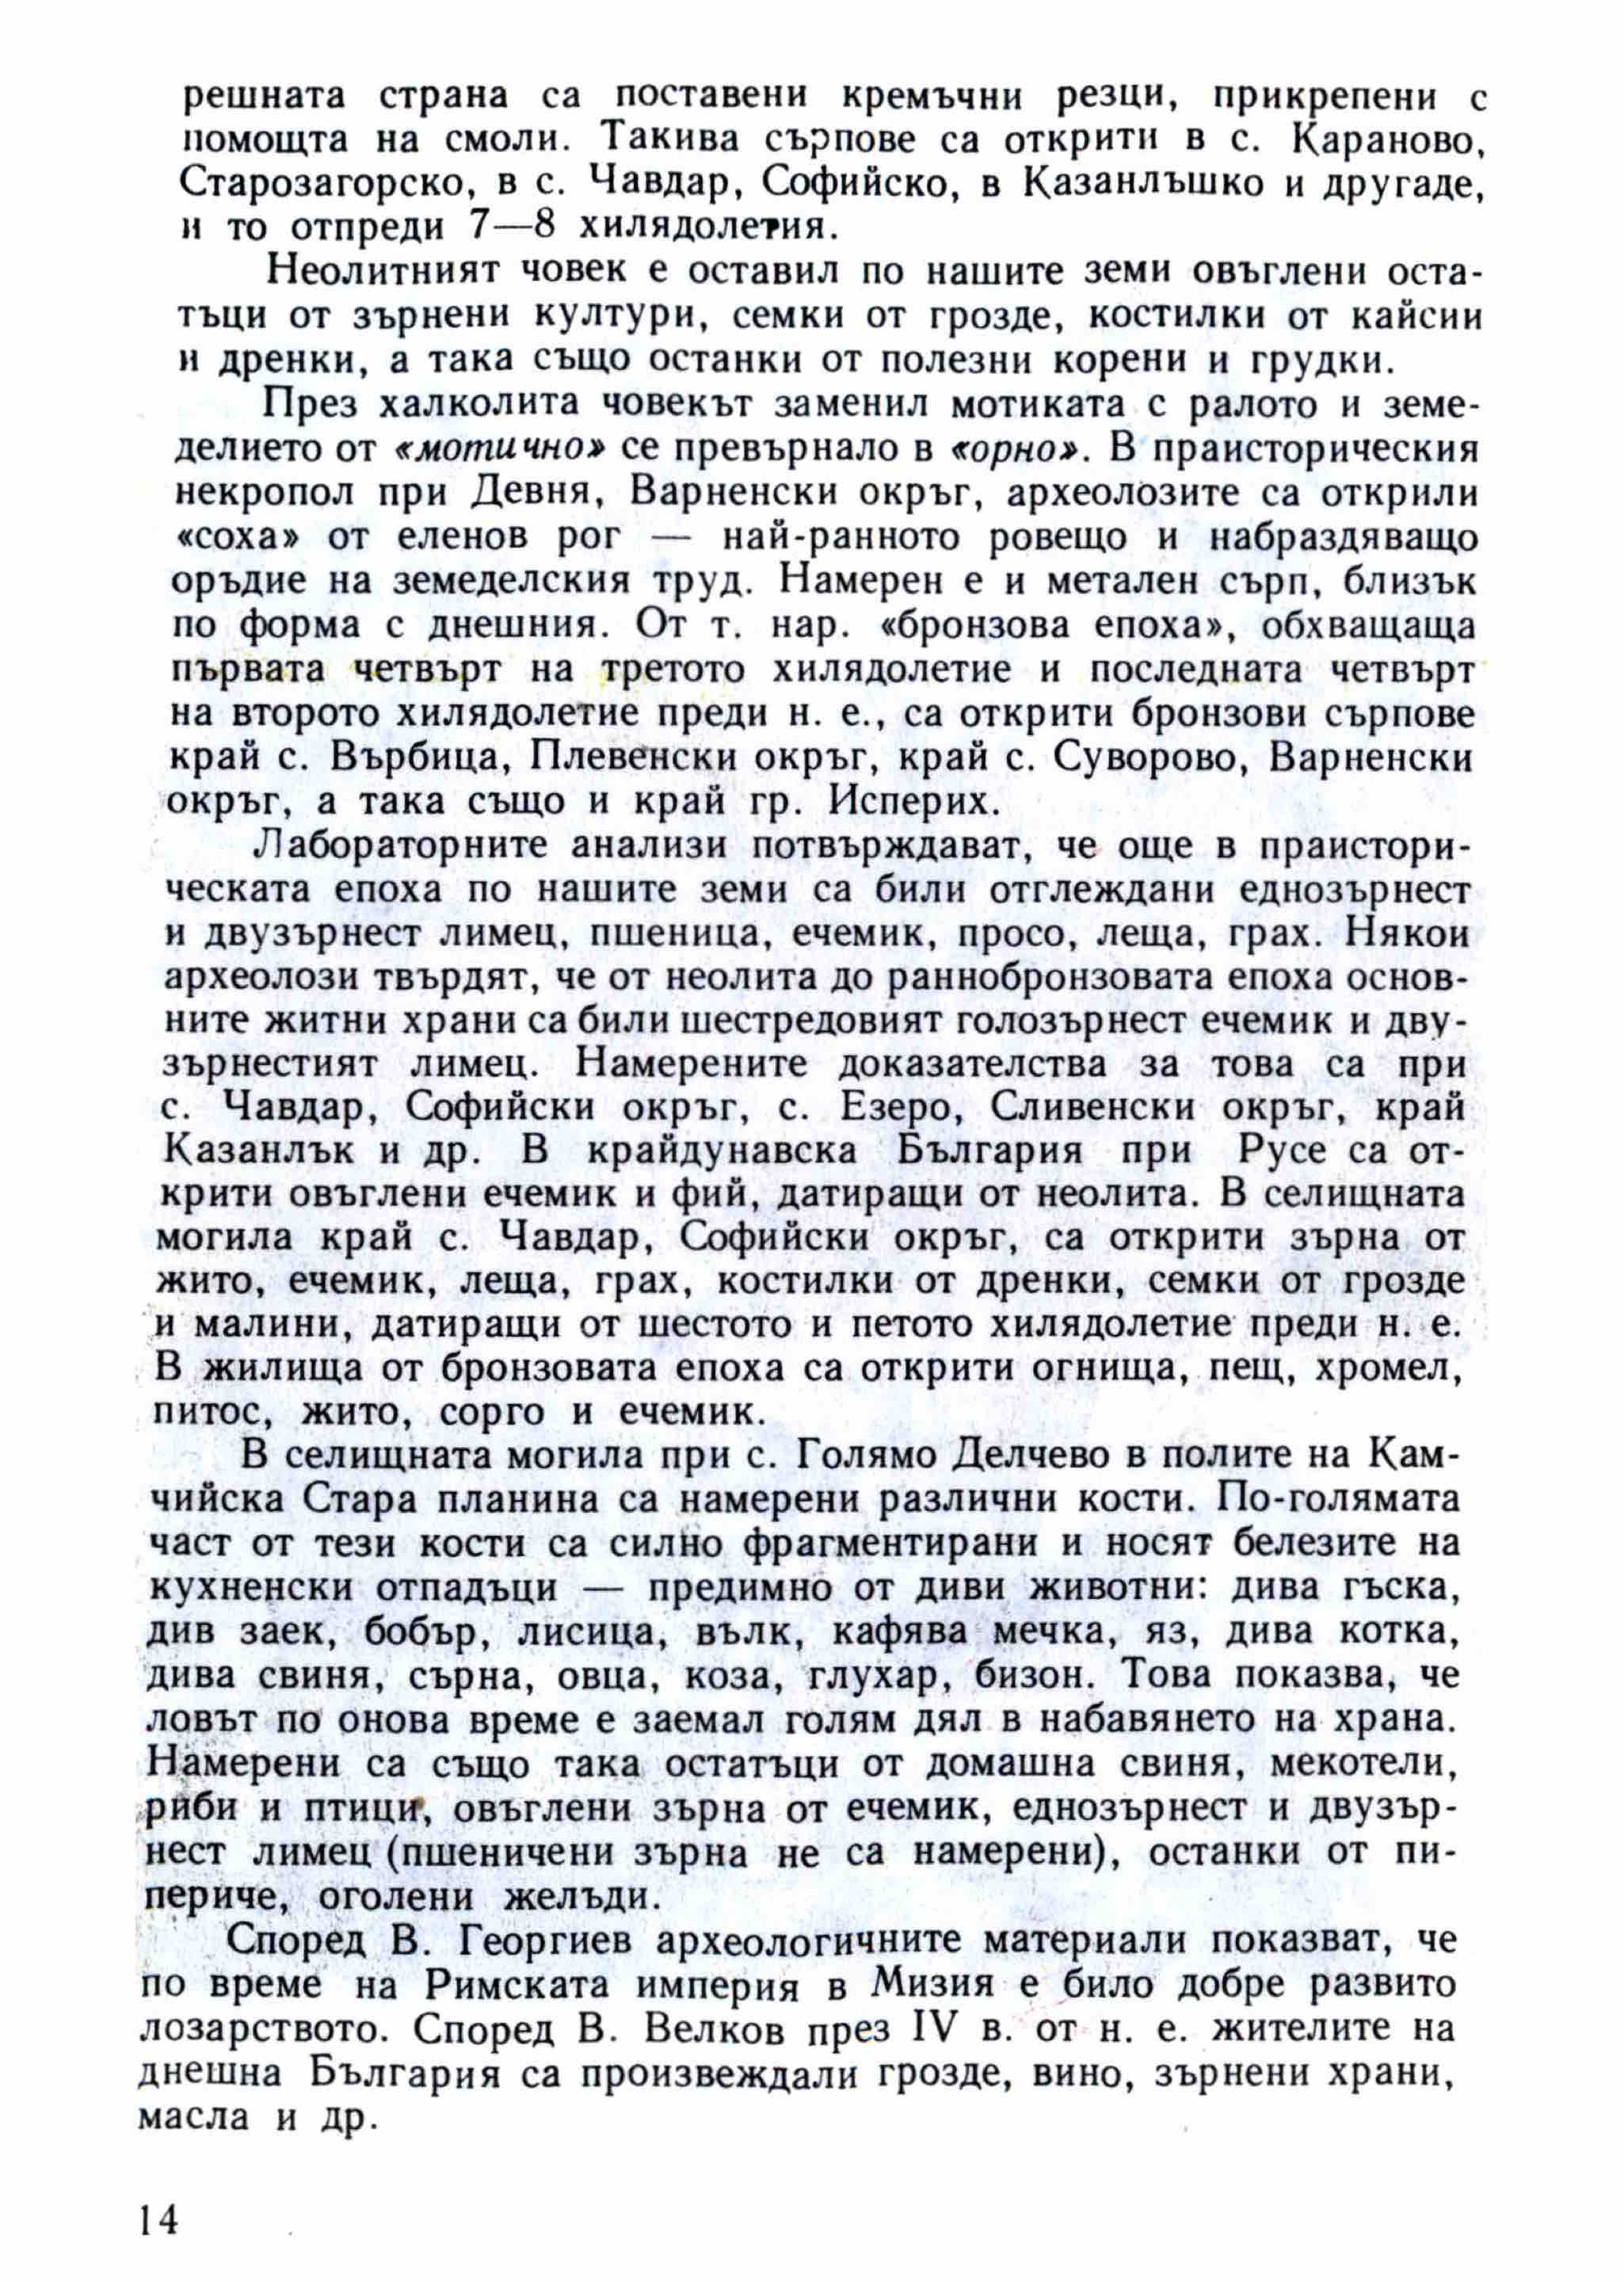 решната страна са поставени кремъчни резци, прикрепени с
помощта на смоли. Такива сърпове са открити в с. Караново,
Старозагорско, в с. Чавдар, Софийско, в Казанлъшко и другаде,
и то отпреди 7—8 хилядолетия.
Неолитният човек е оставил по нашите земи овъглени оста-
тъци от зърнени култури, семки от грозде, костилки от кайсии
и дренки, а така също останки от полезни корени и грудки.
През халколита човекът заменил мотиката с ралото и земе-
делието от «мотично» се превърнало в «орно». В праисторическия
некропол при Девня, Варненски окръг, археолозите са открили
«соха» от еленов рог — най-ранното ровещо и набраздяващо
оръдие на земеделския труд. Намерен е и метален сърп, близък
по форма с днешния. От т. нар. «бронзова епоха», обхващаща
първата четвърт на третото хилядолетие и последната четвърт
на второто хилядолетие преди н. е., са открити бронзови сърпове
край с. Върбица, Плевенски окръг, край с. Суворово, Варненски
окръг, а така също и край гр. Исперих.
Лабораторните анализи потвърждават, че още в праистори-
ческата епоха по нашите земи са били отглеждани еднозърнест
и двузърнест лимец, пшеница, ечемик, просо, леща, грах. Някои
археолози твърдят, че от неолита до раннобронзовата епоха основ-
ните житни храни са били шестредовият голозърнест ечемик и дву-
зърнестият лимец. Намерените доказателства за това са при
с. Чавдар, Софийски окръг, с. Езеро, Сливенски окръг, край
Казанлък и др. В крайдунавска България при Русе са от-
крити овъглени ечемик и фий, датиращи от неолита. В селищната
могила край с. Чавдар, Софийски окръг, са открити зърна от
жито, ечемик, леща, грах, костилки от дренки, семки от грозде
и малини, датиращи от шестото и петото хилядолетие преди н. е.
В жилища от бронзовата епоха са открити огнища, пещ, хромел,
питос, жито, сорго и ечемик.
В селищната могила при с. Голямо Делчево в полите на Кам-
чийска Стара планина са намерени различни кости. По-голямата
част от тези кости са силно фрагментирани и носят белезите на
кухненски отпадъци — предимно от диви животни: дива гъска,
див заек, бобър, лисица, вълк, кафява мечка, яз, дива котка,
дива свиня, сърна, овца, коза, глухар, бизон. Това показва, че
ловът по онова време е заемал голям дял в набавянето на храна.
Намерени са също така остатъци от домашна свиня, мекотели,
риби и птици, овъглени зърна от ечемик, еднозърнест и двузър-
нест лимец (пшеничени зърна не са намерени), останки от пи-
периче, оголени желъди.
Според В. Георгиев археологичните материали показват, че
по време на Римската империя в Мизия е било добре развито
лозарството. Според В. Велков през IV в. от н. е. жителите на
днешна България са произвеждали грозде, вино, зърнени храни,
масла и др.
14